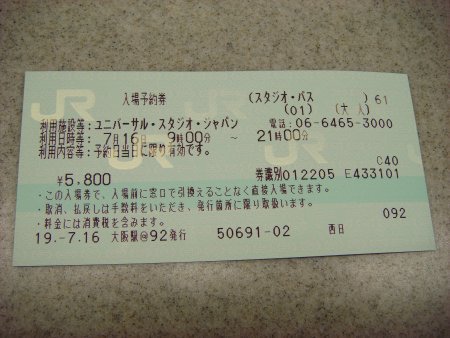 入場予約券 (スタジオ・パス )61
(01) (大人)
利用施設等:ユニバーサル・スタジオ・ジャパン 電話:06-6465-3000
利用日時等: 7月16日 9時00分~ 21時00分
利用内容等:予約日当日に限り有効です。
C40
¥5,800 券識別012205 E433101
・この入場券で、入場前に窓口で引換えることなく直接入場できます。
・取消、払戻しは手数料をいただき、発行箇所に限り取扱います。
・料金には消費税を含みます。 092
19.-7.16 大阪駅@92発行 50691-02 西日